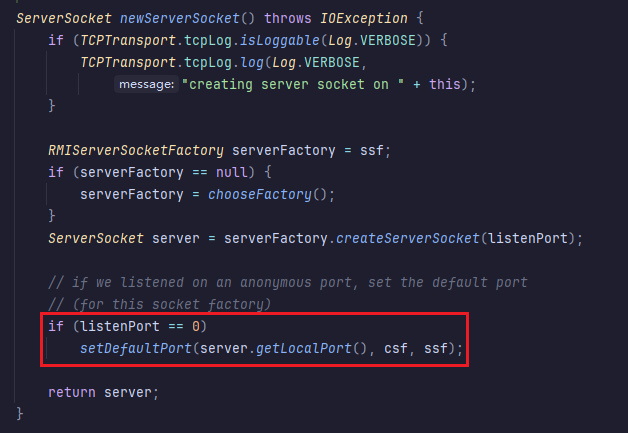 ServerSocket newServerSocket() throws IOException {
    if (TCPTransport.tcpLog.isLoggable(Log.VERBOSE)) {
        TCPTransport.tcpLog.log(Log.VERBOSE,
            message: "creating server socket on " + this);
    }

    RMIServerSocketFactory serverFactory = ssf;
    if (serverFactory == null) {
        serverFactory = chooseFactory();
    }
    ServerSocket server = serverFactory.createServerSocket(listenPort);

    // if we listened on an anonymous port, set the default port
    // (for this socket factory)
    if (listenPort == 0)
        setDefaultPort(server.getLocalPort(), csf, ssf);

    return server;
}